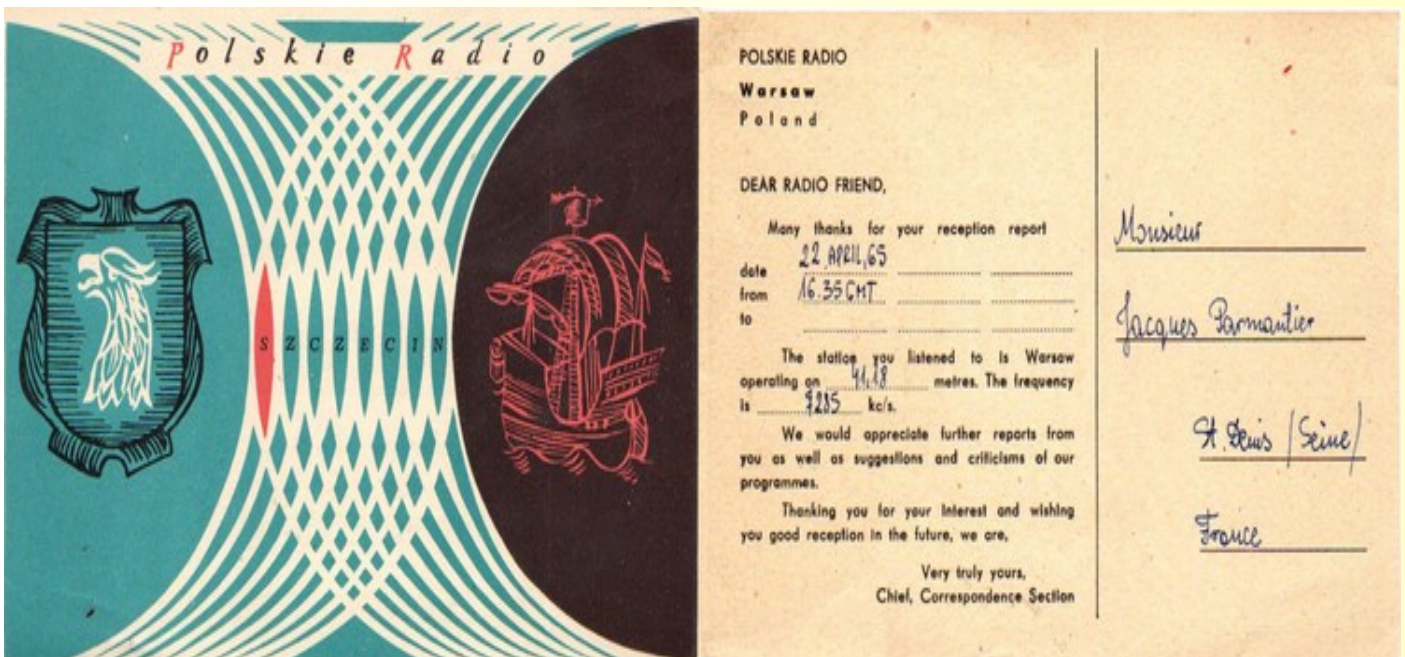 Polskie Radio
SZCZECIN
POLSKIE RADIO
Warsaw
Poland
DEAR RADIO FRIEND,
Many thanks for your reception report
date 22 APRIL, 65
from 16.35 GMT
to
The station you listened to is Warsaw
operating on 41,18 metres. The frequency
is 7285 kc/s.
We would appreciate further reports from
you as well as suggestions and criticisms of our
programmes.
Thanking you for your interest and wishing
you good reception in the future, we are,
Very truly yours,
Chief, Correspondence Section
Monsieur
Jacques Parmantier
St. Denis /Seine/
France